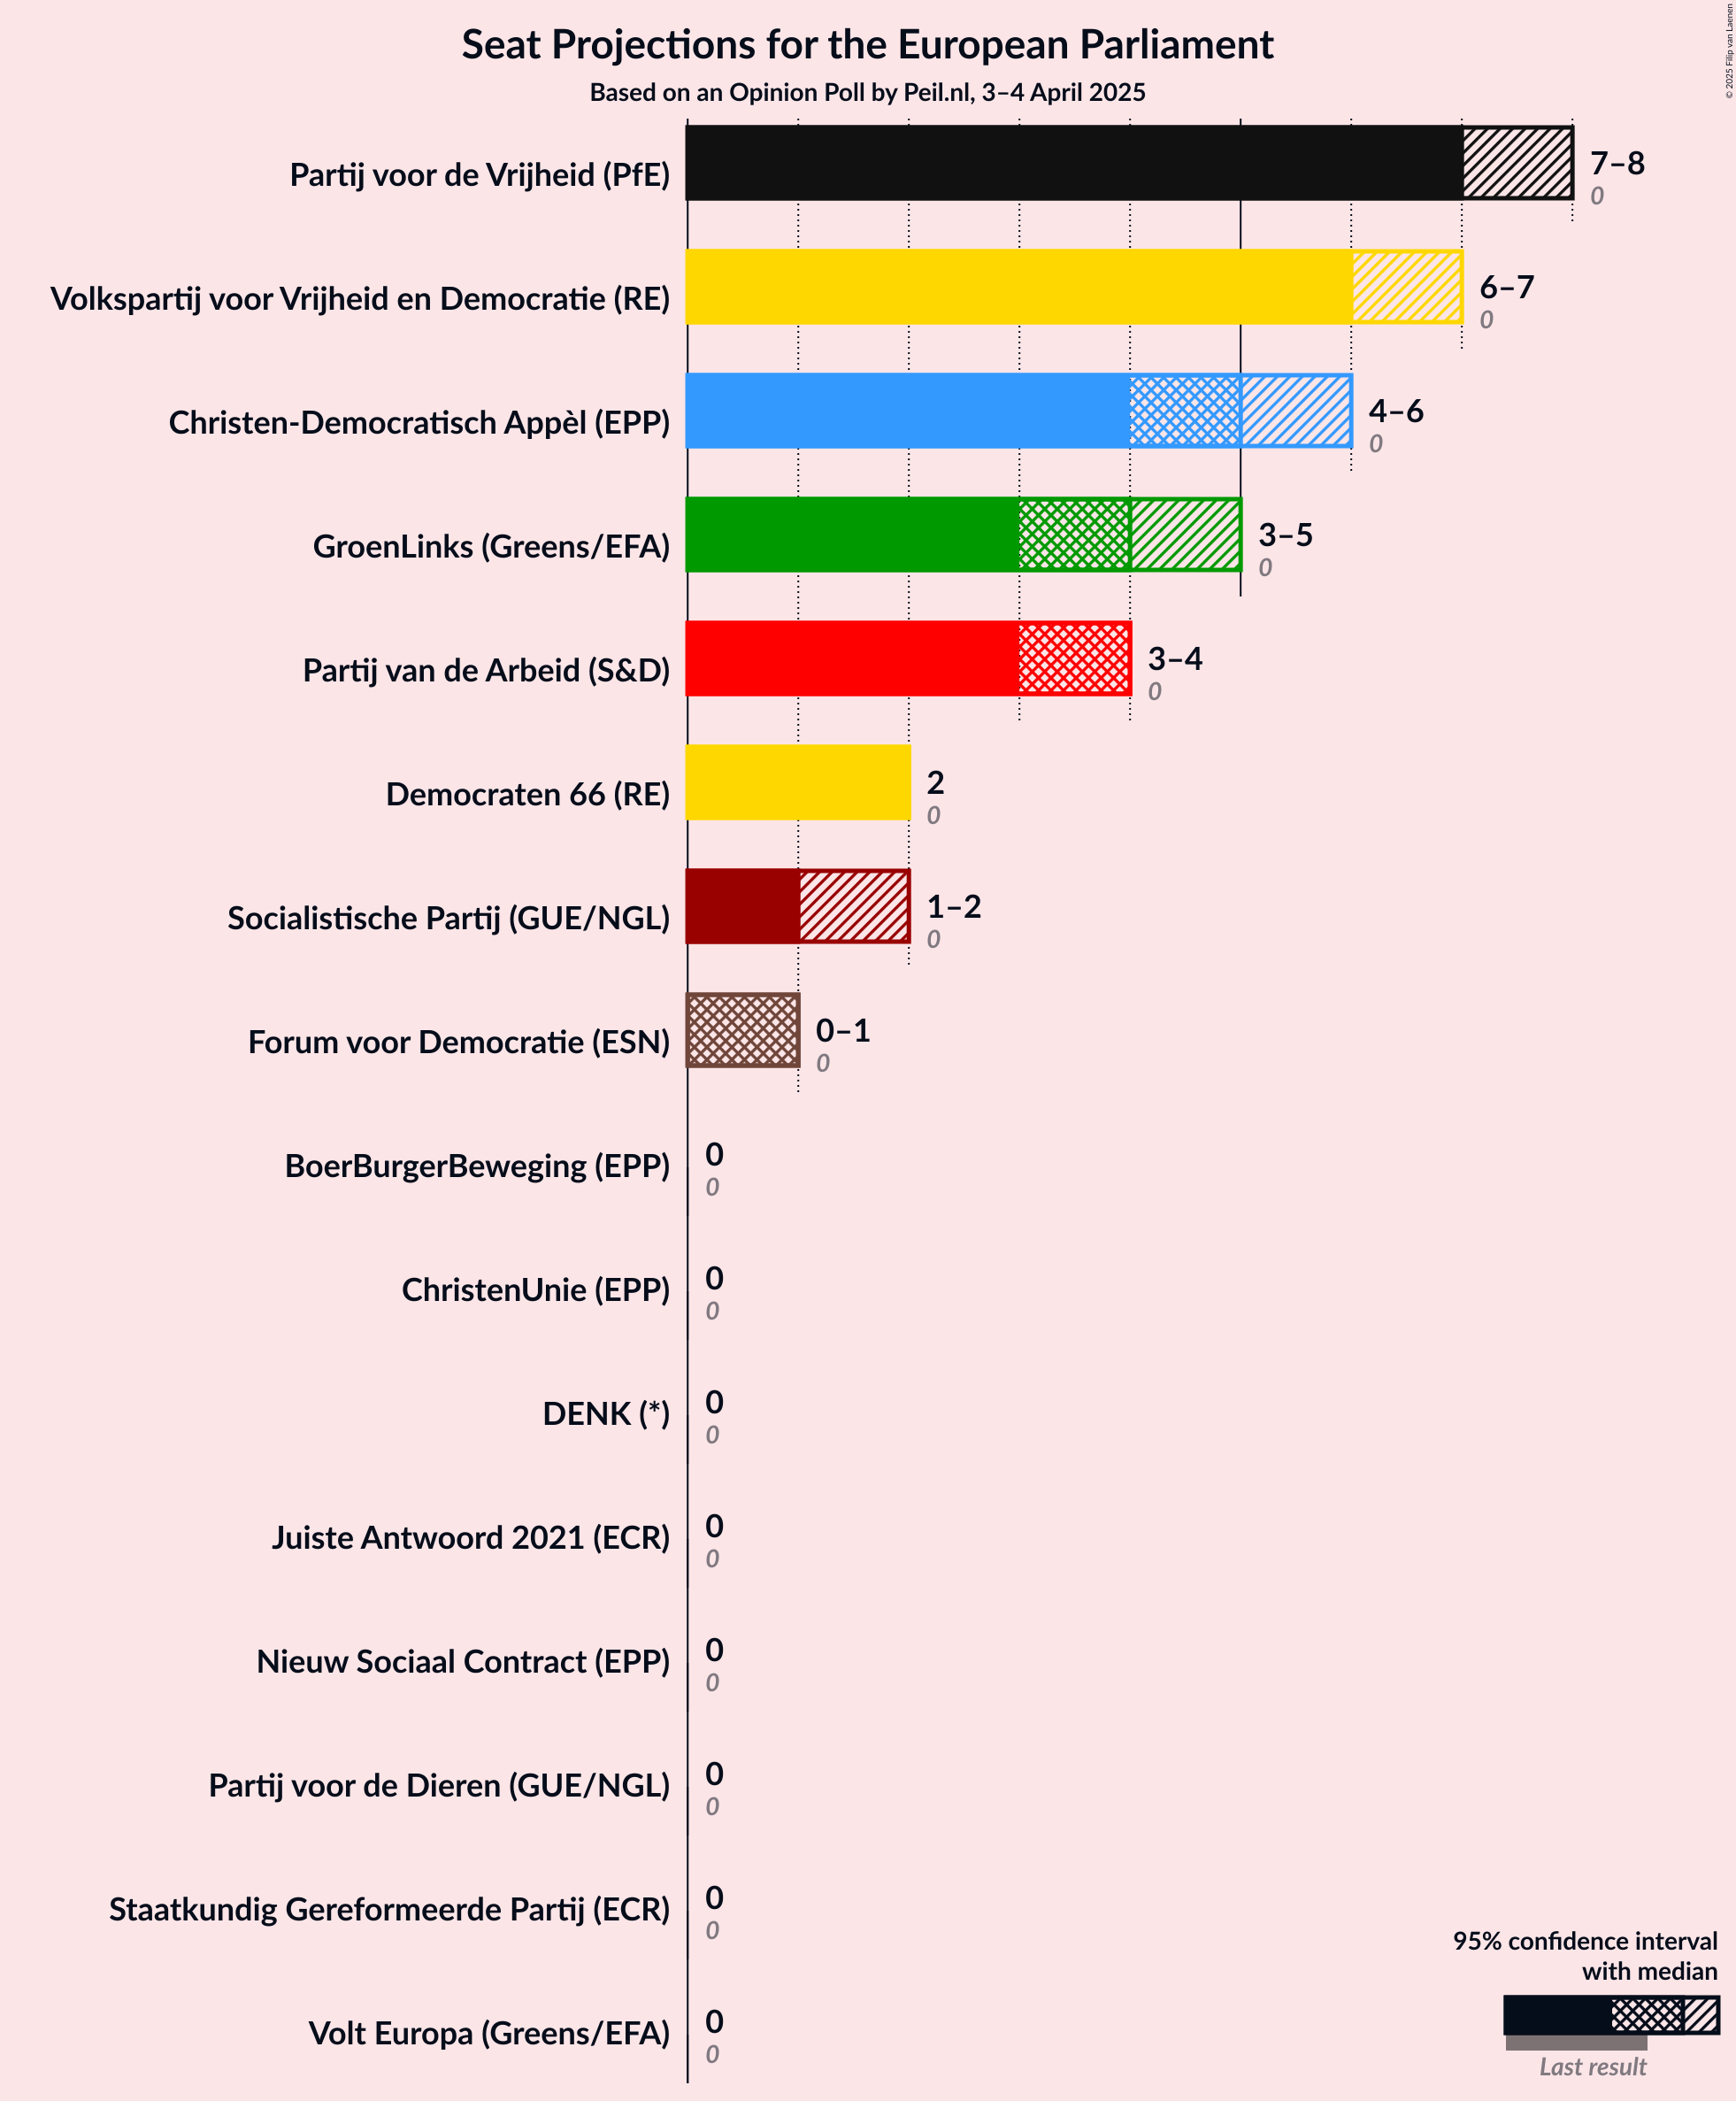 Seat Projections for the European Parliament
Based on an Opinion Poll by Peil.nl, 3–4 April 2025
© 2025 Filip van Laenen
Partij voor de Vrijheid (PfE)
7–8
0
Volkspartij voor Vrijheid en Democratie (RE)
6–7
0
Christen-Democratisch Appèl (EPP)
4–6
0
GroenLinks (Greens/EFA)
3–5
0
Partij van de Arbeid (S&D)
3–4
0
Democraten 66 (RE)
2
0
Socialistische Partij (GUE/NGL)
1–2
0
Forum voor Democratie (ESN)
0–1
0
BoerBurgerBeweging (EPP)
0
0
ChristenUnie (EPP)
0
0
DENK (*)
0
0
Juiste Antwoord 2021 (ECR)
0
0
Nieuw Sociaal Contract (EPP)
0
0
Partij voor de Dieren (GUE/NGL)
0
0
Staatkundig Gereformeerde Partij (ECR)
0
0
Volt Europa (Greens/EFA)
0
0
95% confidence interval
with median
Last result